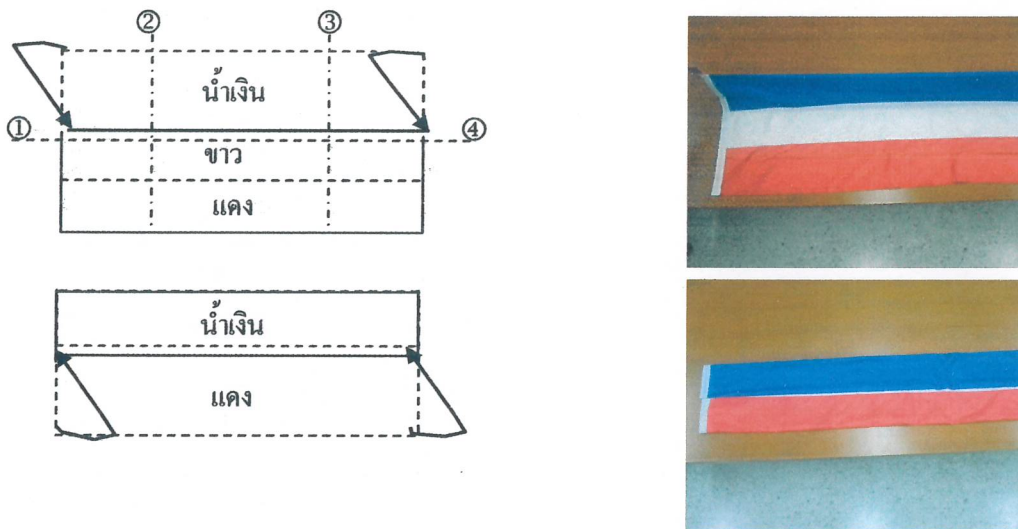 ② ③
น้ำเงิน
① ④
ขาว
แดง
น้ำเงิน
แดง